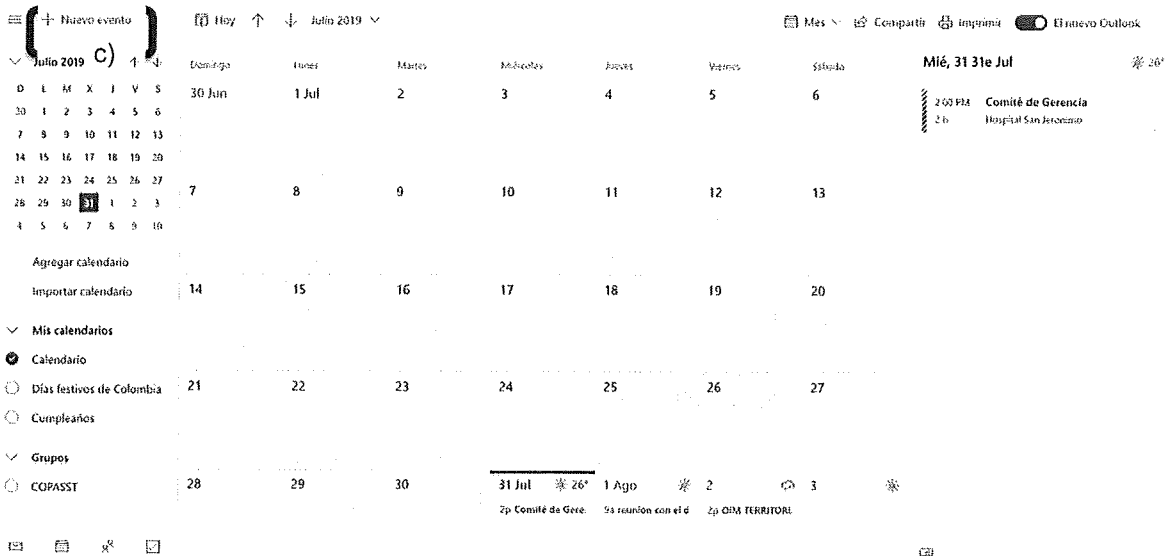 + Nuevo evento
Hoy ↑ ↓ Julio 2019
Mes Compartir Imprimir El nuevo Outlook
c)
Julio 2019 ↑ ↓
D L M X J V S
30 1 2 3 4 5 6
7 8 9 10 11 12 13
14 15 16 17 18 19 20
21 22 23 24 25 26 27
28 29 30 31 1 2 3
4 5 6 7 8 9 10
Agregar calendario
Importar calendario
Mis calendarios
Calendario
Días festivos de Colombia
Cumpleaños
Grupos
COPASST
Domingo Lunes Martes Miércoles Jueves Viernes Sábado
30 Jun 1 Jul 2 3 4 5 6
7 8 9 10 11 12 13
14 15 16 17 18 19 20
21 22 23 24 25 26 27
28 29 30 31 Jul 26° 1 Ago 2 3
2p Comité de Gere. 9a reunión con el d 2p OIM TERRITORI.
Mié, 31 31e Jul 26°
2:00 PM Comité de Gerencia
2 h Hospital San Jeronimo